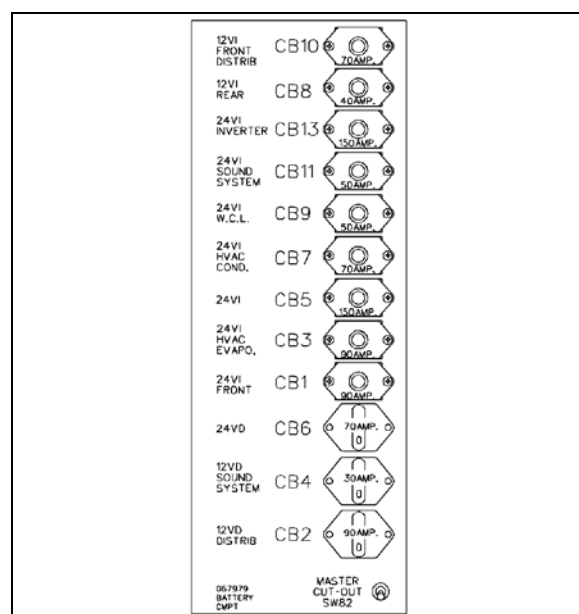 12VI
FRONT
DISTRIB
CB10
70AMP.
12VI
REAR
CB8
40AMP.
24VI
INVERTER
CB13
150AMP.
24VI
SOUND
SYSTEM
CB11
50AMP.
24VI
W.C.L.
CB9
50AMP.
24VI
HVAC
COND.
CB7
70AMP.
24VI
CB5
150AMP.
24VI
HVAC
EVAPO.
CB3
90AMP.
24VI
FRONT
CB1
90AMP.
24VD
CB6
70AMP.
0
12VD
SOUND
SYSTEM
CB4
30AMP.
0
12VD
DISTRIB
CB2
90AMP.
0
067979
BATTERY
CMPT
MASTER
CUT-OUT
SW82